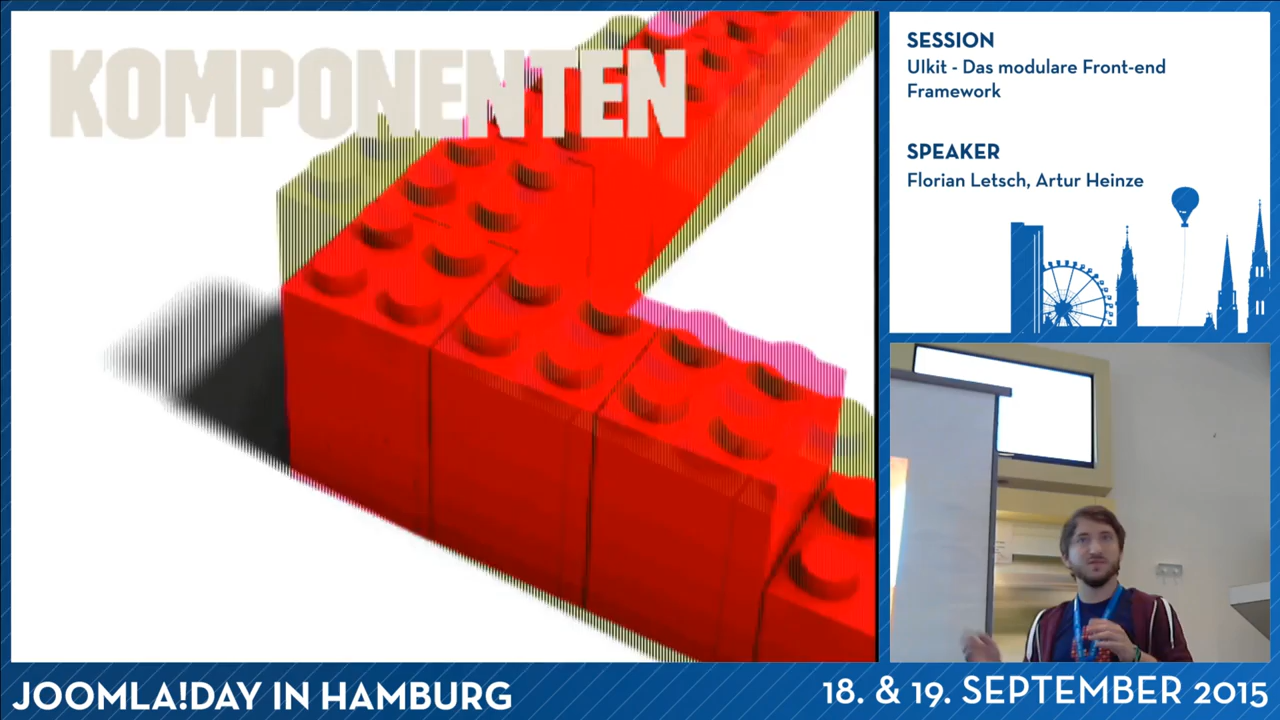 KOMPONENTEN
SESSION
UIkit - Das modulare Front-end
Framework
SPEAKER
Florian Letsch, Artur Heinze
JOOMLA!DAY IN HAMBURG
18. & 19. SEPTEMBER 2015